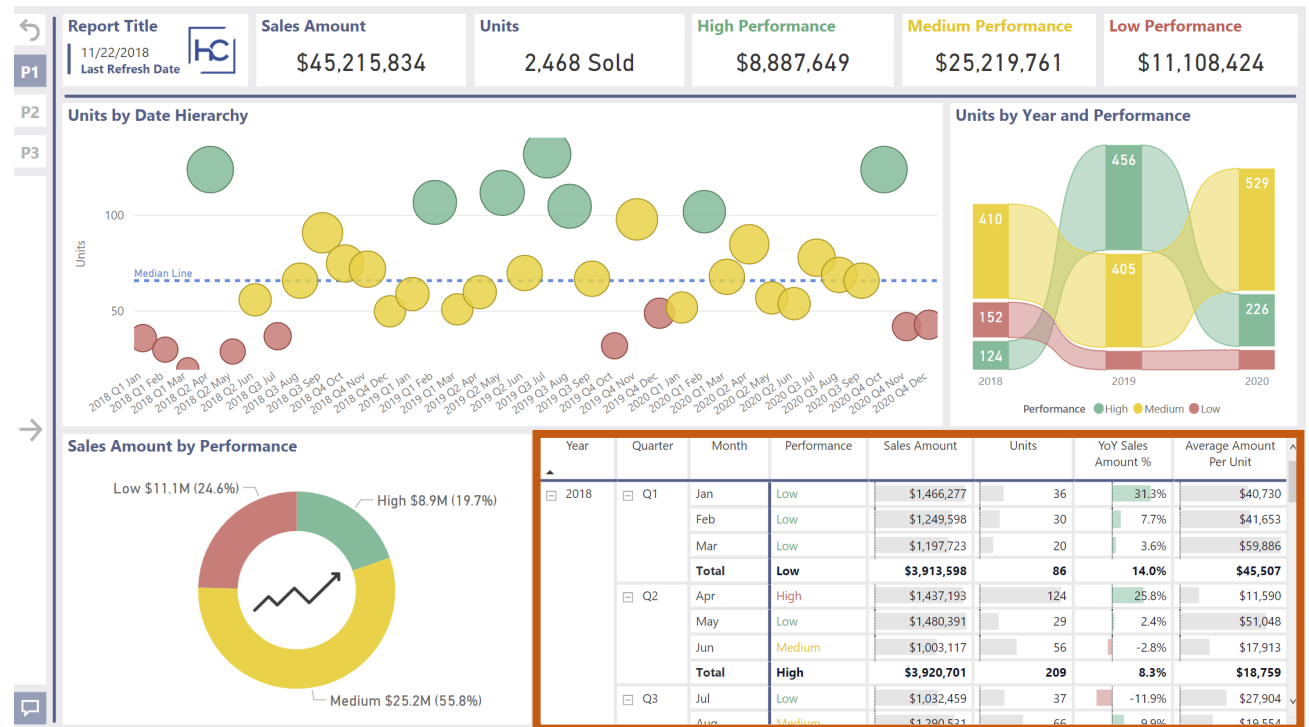 Report Title
11/22/2018
Last Refresh Date
hc
Sales Amount
$45,215,834
Units
2,468 Sold
High Performance
$8,887,649
Medium Performance
$25,219,761
Low Performance
$11,108,424
P1
P2
P3
Units by Date Hierarchy
Units
100
50
Median Line
2018 Q1 Jan
2018 Q1 Feb
2018 Q1 Mar
2018 Q2 Apr
2018 Q2 May
2018 Q2 Jun
2018 Q3 Jul
2018 Q3 Aug
2018 Q3 Sep
2018 Q4 Oct
2018 Q4 Nov
2018 Q4 Dec
2019 Q1 Jan
2019 Q1 Feb
2019 Q1 Mar
2019 Q2 Apr
2019 Q2 May
2019 Q2 Jun
2019 Q3 Jul
2019 Q3 Aug
2019 Q3 Sep
2019 Q4 Oct
2019 Q4 Nov
2019 Q4 Dec
2020 Q1 Jan
2020 Q1 Feb
2020 Q1 Mar
2020 Q2 Apr
2020 Q2 May
2020 Q2 Jun
2020 Q3 Jul
2020 Q3 Aug
2020 Q3 Sep
2020 Q4 Oct
2020 Q4 Nov
2020 Q4 Dec
Units by Year and Performance
456
529
410
405
152
226
124
2018 2019 2020
Performance High Medium Low
Sales Amount by Performance
Low $11.1M (24.6%)
High $8.9M (19.7%)
Medium $25.2M (55.8%)
Year Quarter Month Performance Sales Amount Units YoY Sales Amount % Average Amount Per Unit
2018 Q1 Jan Low $1,466,277 36 31.3% $40,730
Feb Low $1,249,598 30 7.7% $41,653
Mar Low $1,197,723 20 3.6% $59,886
Total Low $3,913,598 86 14.0% $45,507
Q2 Apr High $1,437,193 124 25.8% $11,590
May Low $1,480,391 29 2.4% $51,048
Jun Medium $1,003,117 56 -2.8% $17,913
Total High $3,920,701 209 8.3% $18,759
Q3 Jul Low $1,032,459 37 -11.9% $27,904
Aug Medium $1,290,531 66 9.9% $19,554